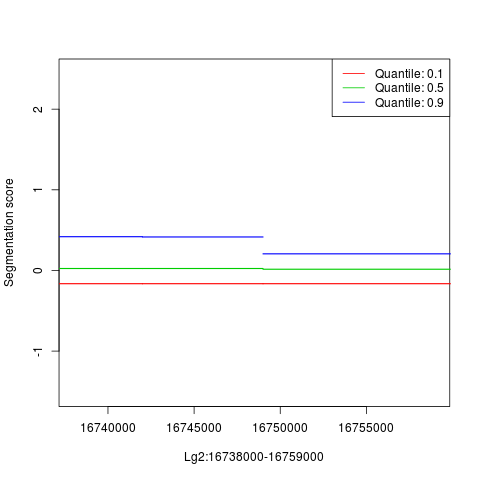 Quantile: 0.1
Quantile: 0.5
Quantile: 0.9
2
1
0
-1
Segmentation score
16740000 16745000 16750000 16755000
Lg2:16738000-16759000